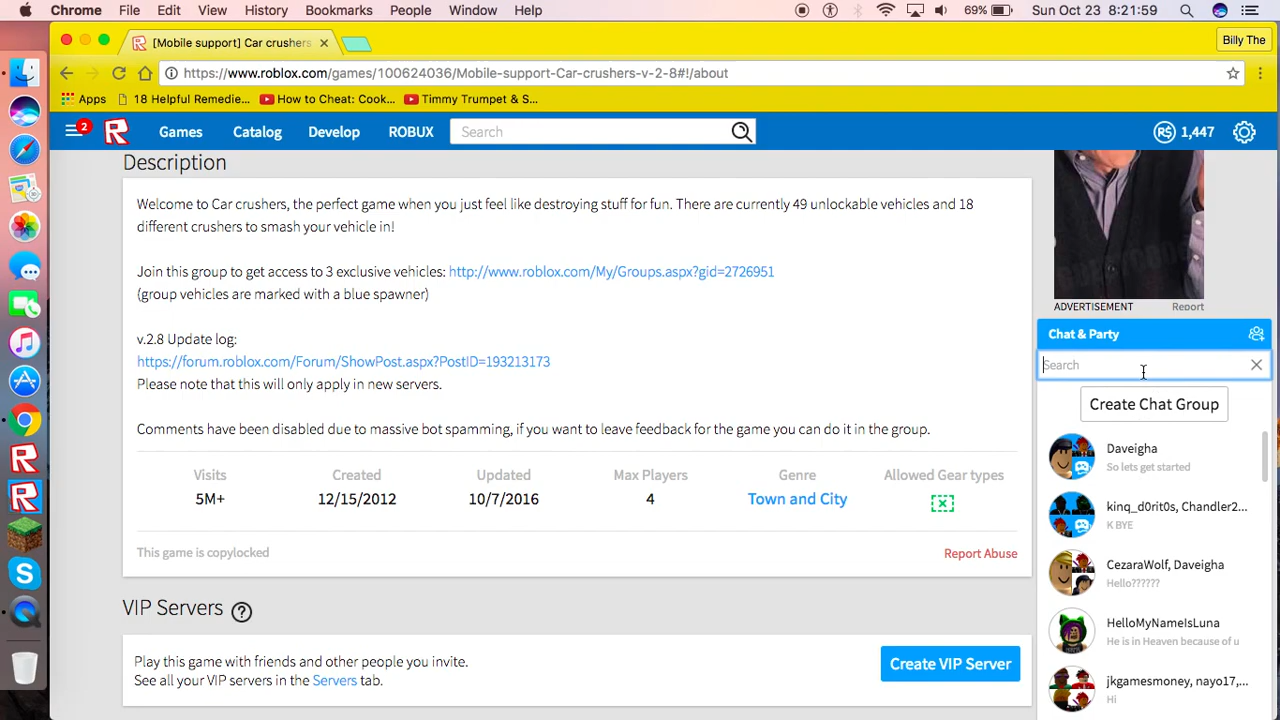 Chrome File Edit View History Bookmarks People Window Help 69% Sun Oct 23 8:21:59
[Mobile support] Car crushers Billy The
https://www.roblox.com/games/100624036/Mobile-support-Car-crushers-v-2-8#!/about
Apps 18 Helpful Remedie... How to Cheat: Cook... Timmy Trumpet & S...
2 R Games Catalog Develop ROBUX Search R$ 1,447
Description
Welcome to Car crushers, the perfect game when you just feel like destroying stuff for fun. There are currently 49 unlockable vehicles and 18
different crushers to smash your vehicle in!
Join this group to get access to 3 exclusive vehicles: http://www.roblox.com/My/Groups.aspx?gid=2726951
(group vehicles are marked with a blue spawner)
v.2.8 Update log:
https://forum.roblox.com/Forum/ShowPost.aspx?PostID=193213173
Please note that this will only apply in new servers.
Comments have been disabled due to massive bot spamming, if you want to leave feedback for the game you can do it in the group.
Visits Created Updated Max Players Genre Allowed Gear types
5M+ 12/15/2012 10/7/2016 4 Town and City
This game is copylocked Report Abuse
VIP Servers ?
Play this game with friends and other people you invite.
See all your VIP servers in the Servers tab.
Create VIP Server
ADVERTISEMENT Report
Chat & Party
Search
Create Chat Group
Daveigha
So lets get started
kinq_d0rit0s, Chandler2...
K BYE
CezaraWolf, Daveigha
Hello??????
HelloMyNameIsLuna
He is in Heaven because of u
jkgamesmoney, nayo17,...
Hi